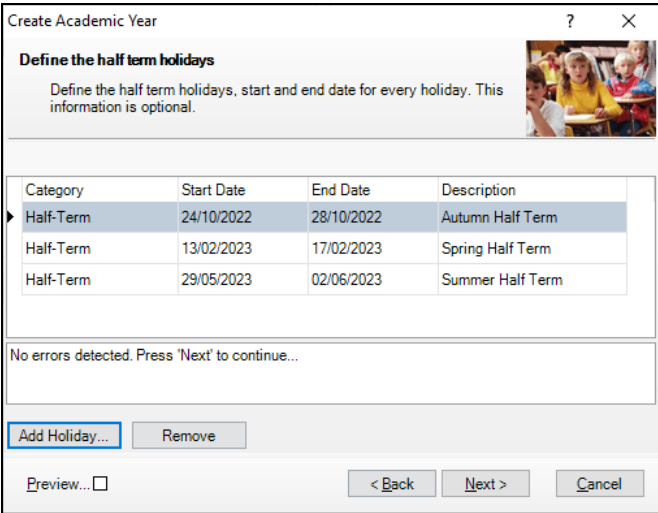 Create Academic Year ? X
Define the half term holidays
Define the half term holidays, start and end date for every holiday. This
information is optional.
Category Start Date End Date Description
Half-Term 24/10/2022 28/10/2022 Autumn Half Term
Half-Term 13/02/2023 17/02/2023 Spring Half Term
Half-Term 29/05/2023 02/06/2023 Summer Half Term
No errors detected. Press 'Next' to continue...
Add Holiday... Remove
Preview... < Back Next > Cancel